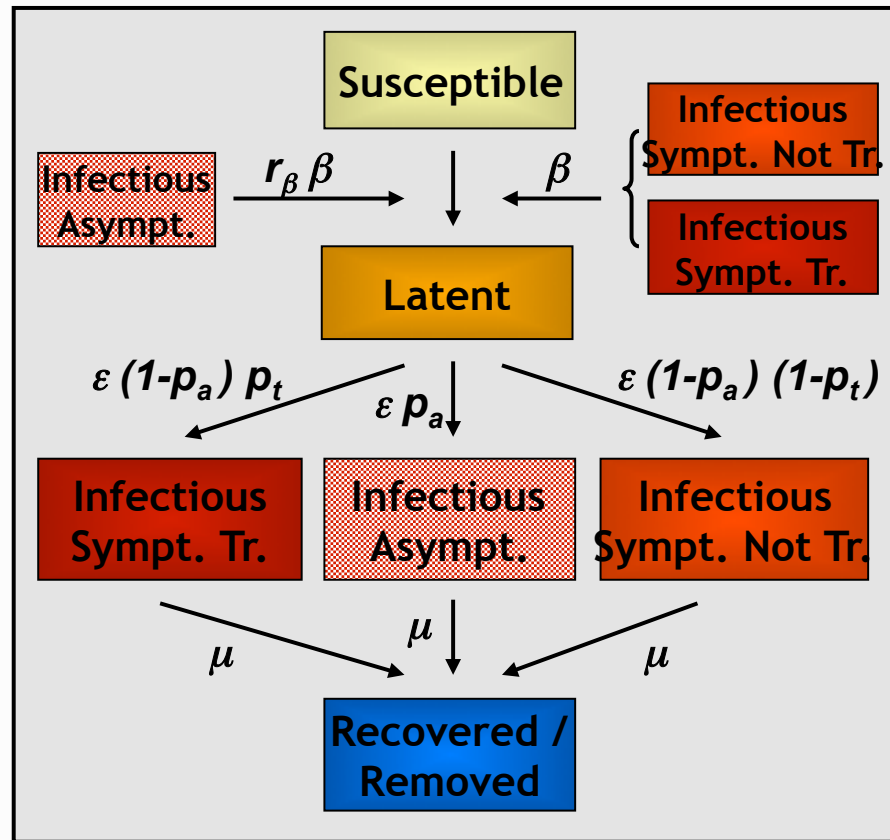 Susceptible
Infectious
Sympt. Not Tr.
Infectious
Asympt.
r_β β
β
Infectious
Sympt. Tr.
Latent
ε (1-p_a) p_t
ε p_a
ε (1-p_a) (1-p_t)
Infectious
Sympt. Tr.
Infectious
Asympt.
Infectious
Sympt. Not Tr.
μ
μ
μ
Recovered /
Removed